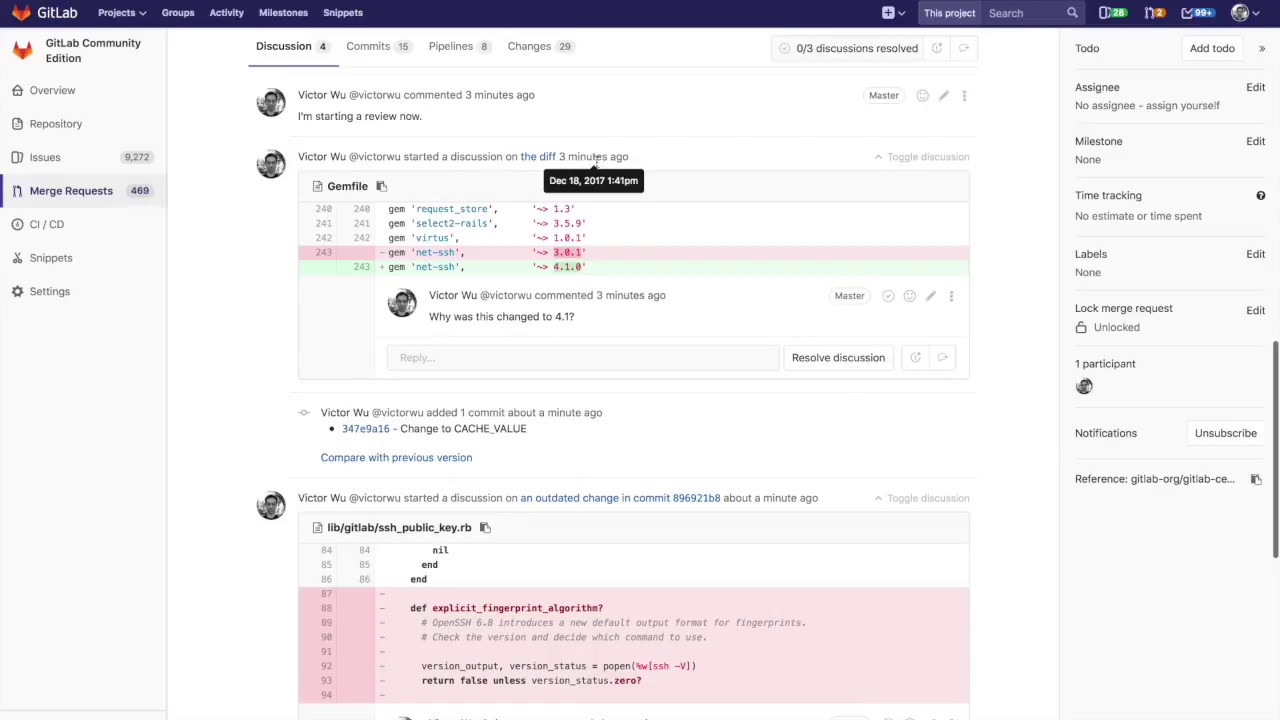 GitLab Projects Groups Activity Milestones Snippets This project Search 28 2 99+
GitLab Community
Edition
Overview
Repository
Issues 9,272
Merge Requests 469
CI / CD
Snippets
Settings
Discussion 4 Commits 15 Pipelines 8 Changes 29 0/3 discussions resolved
Victor Wu @victorwu commented 3 minutes ago Master
I'm starting a review now.
Victor Wu @victorwu started a discussion on the diff 3 minutes ago Toggle discussion
Dec 18, 2017 1:41pm
Gemfile
240 240 gem 'request_store', '~> 1.3'
241 241 gem 'select2-rails', '~> 3.5.9'
242 242 gem 'virtus', '~> 1.0.1'
243 - gem 'net-ssh', '~> 3.0.1'
243 + gem 'net-ssh', '~> 4.1.0'
Victor Wu @victorwu commented 3 minutes ago Master
Why was this changed to 4.1?
Reply... Resolve discussion
Victor Wu @victorwu added 1 commit about a minute ago
• 347e9a16 - Change to CACHE_VALUE
Compare with previous version
Victor Wu @victorwu started a discussion on an outdated change in commit 896921b8 about a minute ago Toggle discussion
lib/gitlab/ssh_public_key.rb
84 84 nil
85 85 end
86 86 end
87 -
88 - def explicit_fingerprint_algorithm?
89 - # OpenSSH 6.8 introduces a new default output format for fingerprints.
90 - # Check the version and decide which command to use.
91 -
92 - version_output, version_status = popen(%w[ssh -V])
93 - return false unless version_status.zero?
94 -
Todo Add todo »
Assignee Edit
No assignee - assign yourself
Milestone Edit
None
Time tracking
No estimate or time spent
Labels Edit
None
Lock merge request Edit
Unlocked
1 participant
Notifications Unsubscribe
Reference: gitlab-org/gitlab-ce...